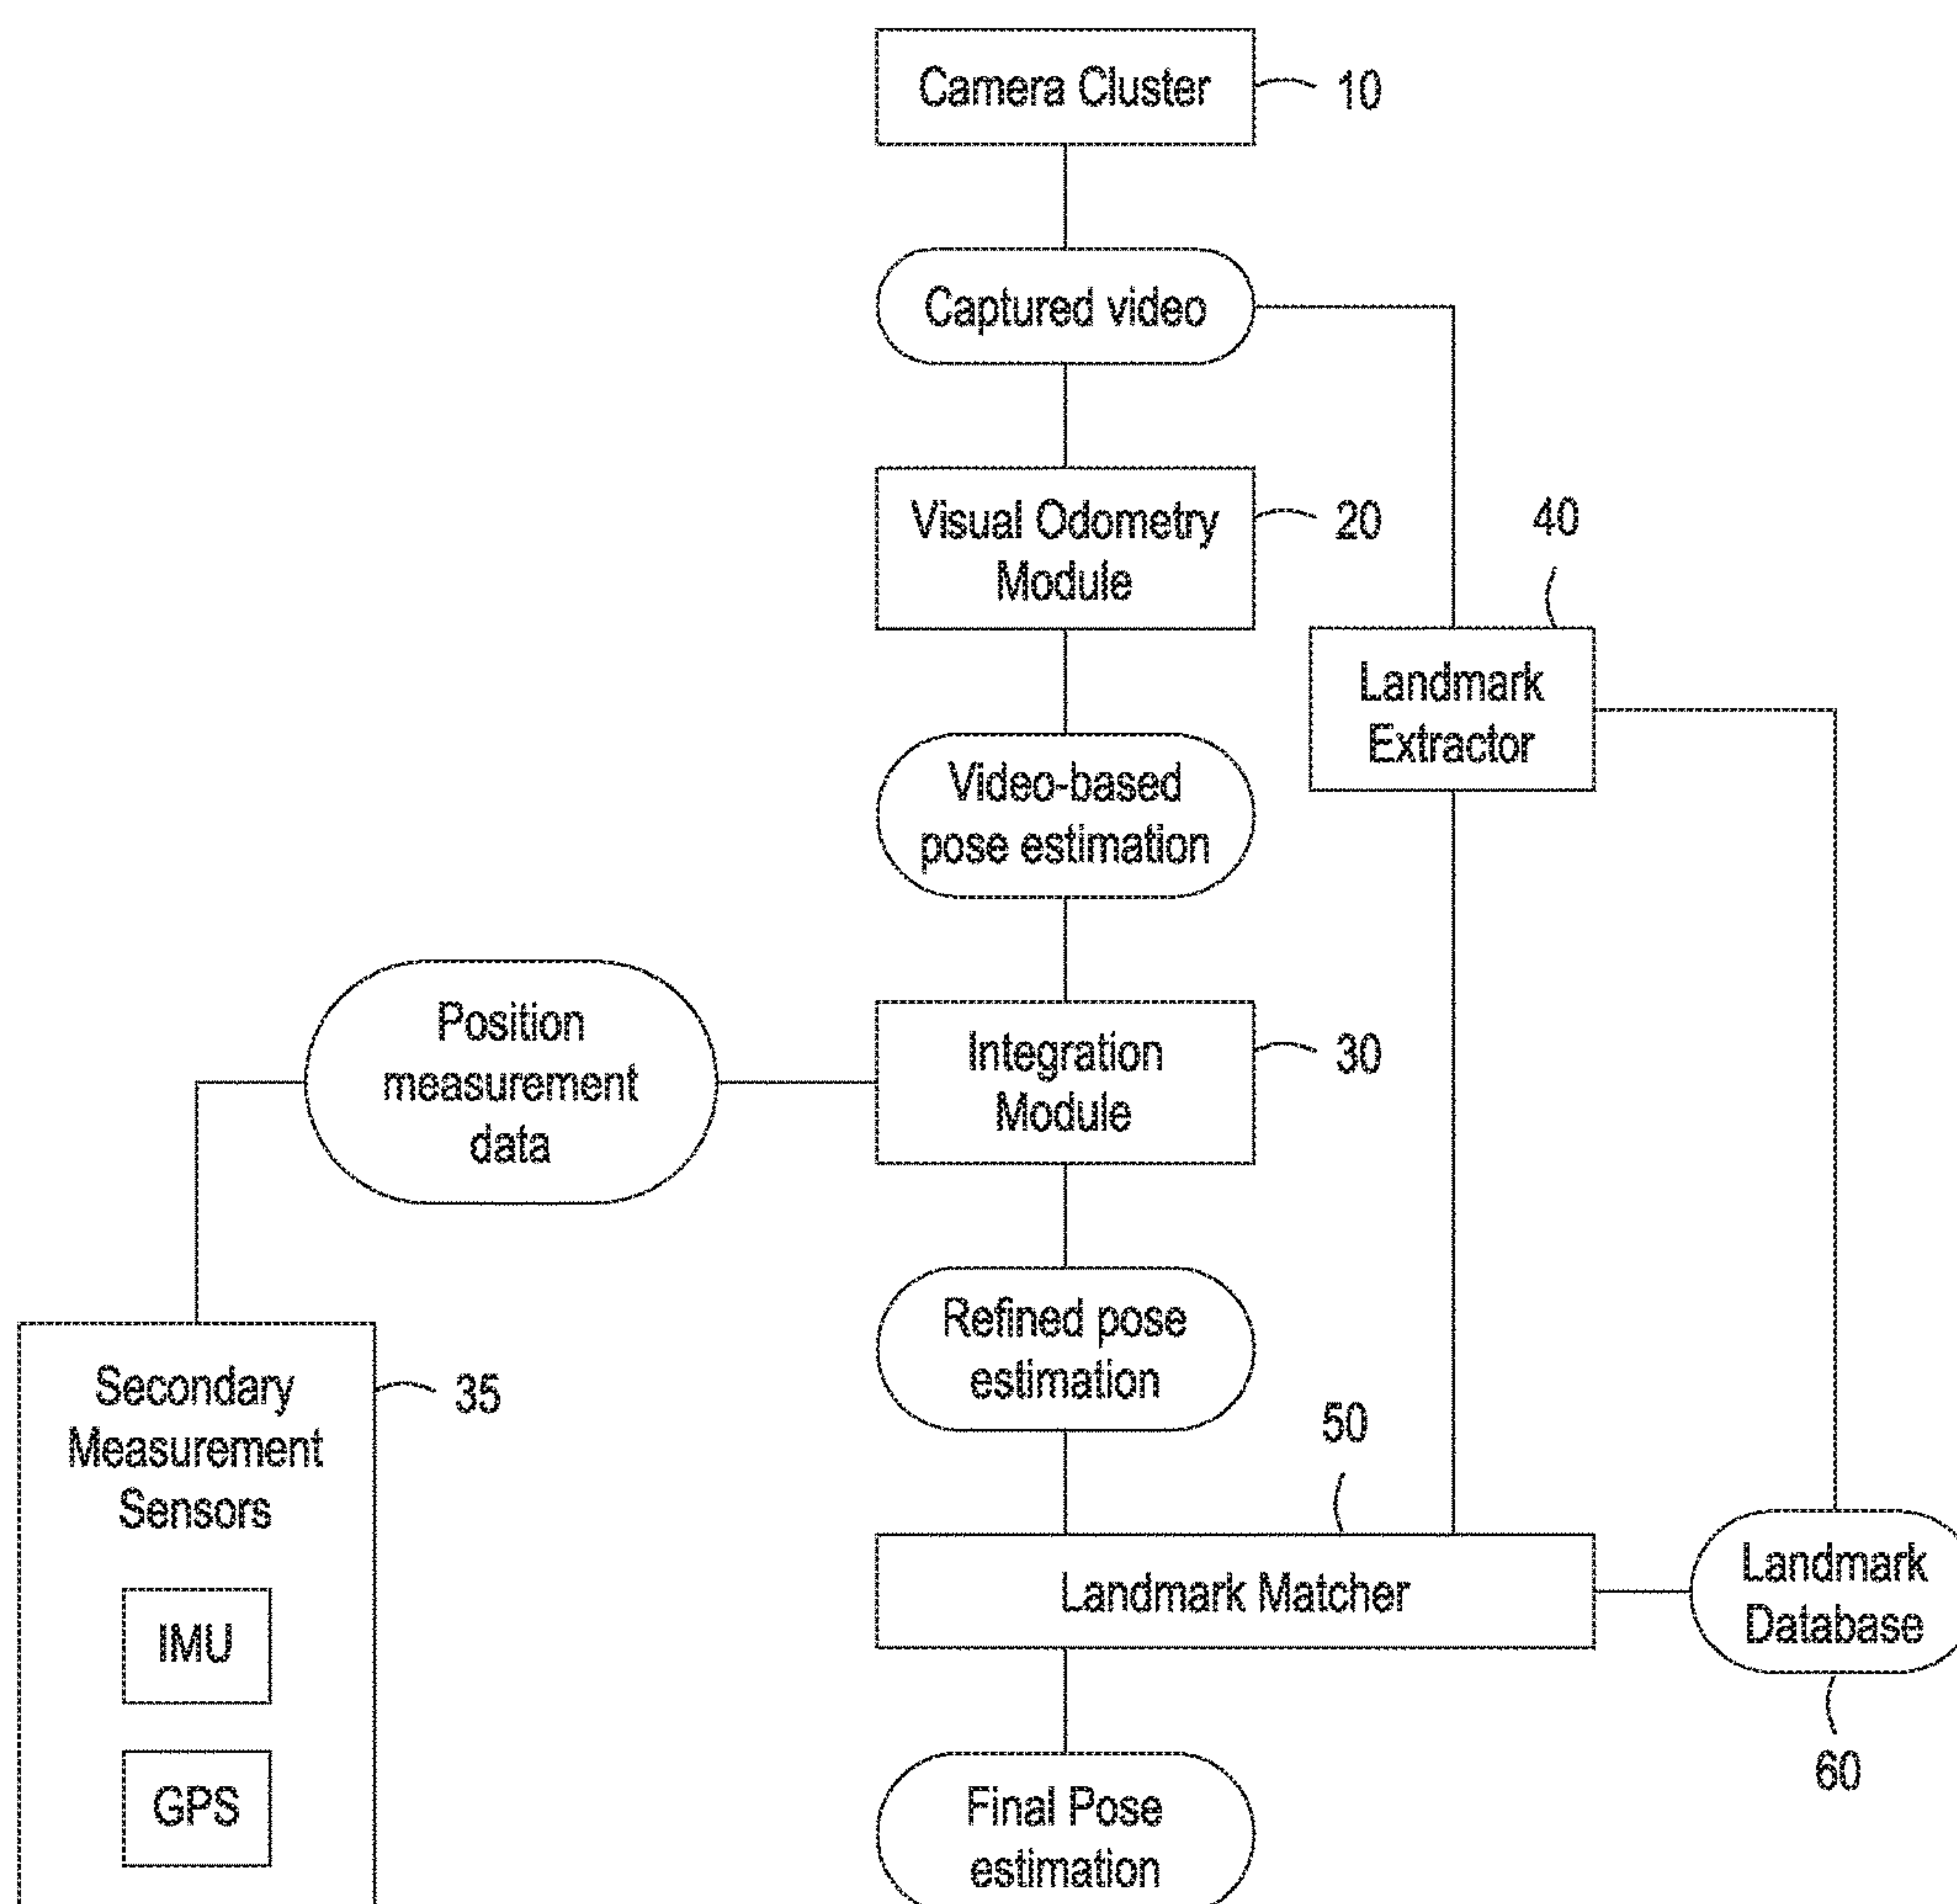 Camera Cluster
10
Captured video
Visual Odometry
Module
20
40
Landmark
Extractor
Video-based
pose estimation
Position
measurement
data
Integration
Module
30
Refined pose
estimation
Secondary
Measurement
Sensors
35
50
Landmark Matcher
Landmark
Database
IMU
60
GPS
Final Pose
estimation